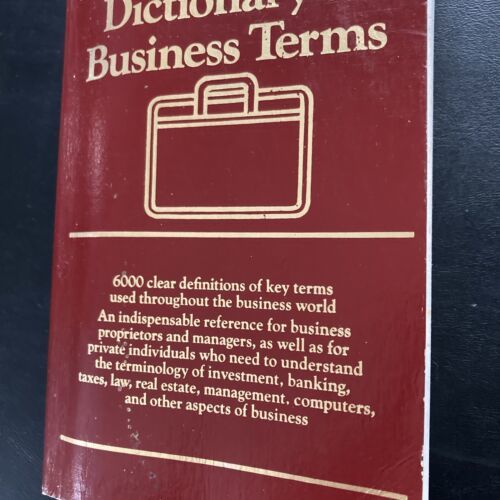 Dictionary
Business Terms
6000 clear definitions of key terms
used throughout the business world
An indispensable reference for business
proprietors and managers, as well as for
private individuals who need to understand
the terminology of investment, banking,
taxes, law, real estate, management, computers,
and other aspects of business